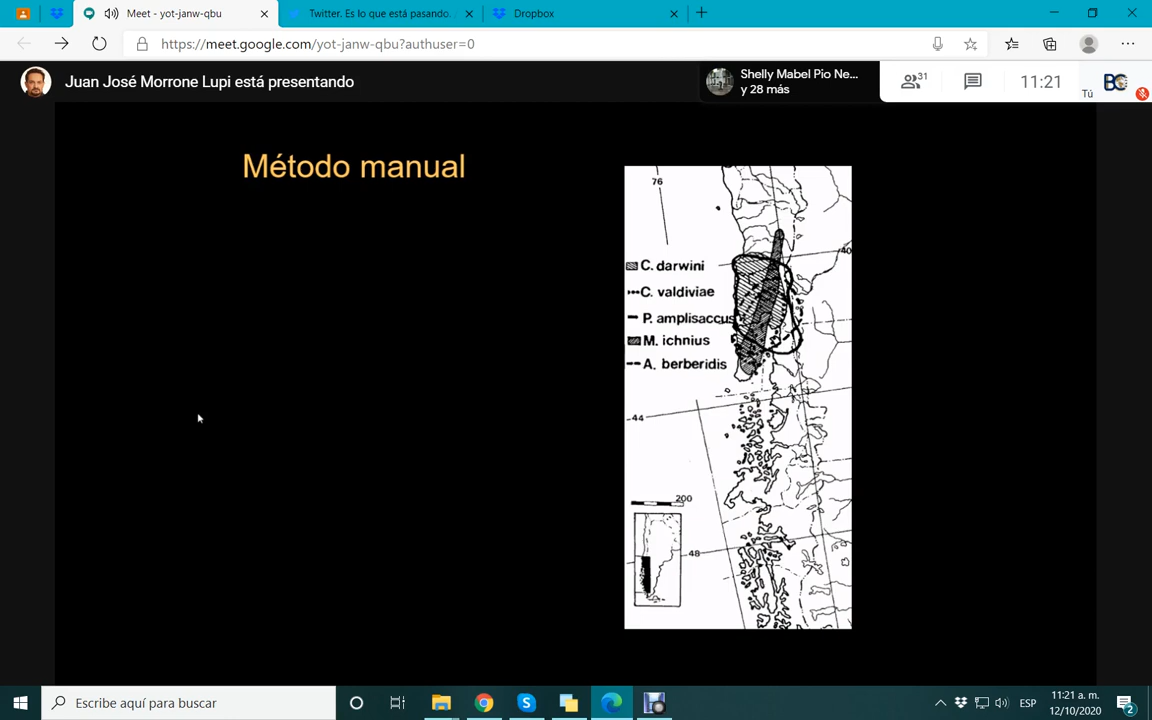 Meet - yot-janw-qbu
Twitter. Es lo que está pasando.
Dropbox
https://meet.google.com/yot-janw-qbu?authuser=0
Juan José Morrone Lupi está presentando
Shelly Mabel Pio Ne...
y 28 más
31
11:21
Tú
BC
Método manual
76
40
C. darwini
C. valdiviae
P. amplisaccus
M. ichnius
A. berberidis
44
200
48
Escribe aquí para buscar
ESP
11:21 a. m.
12/10/2020
2